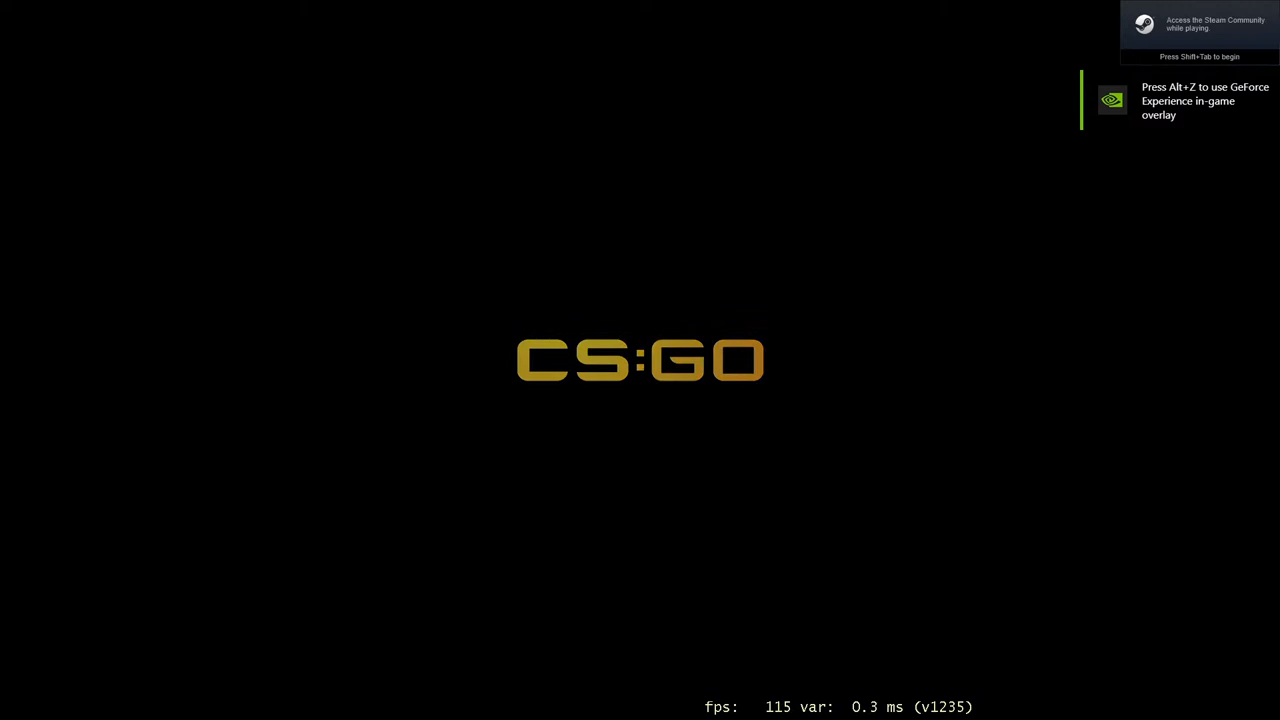 Access the Steam Community
while playing.
Press Shift+Tab to begin
Press Alt+Z to use GeForce
Experience in-game
overlay
CS:GO
fps: 115 var: 0.3 ms (v1235)